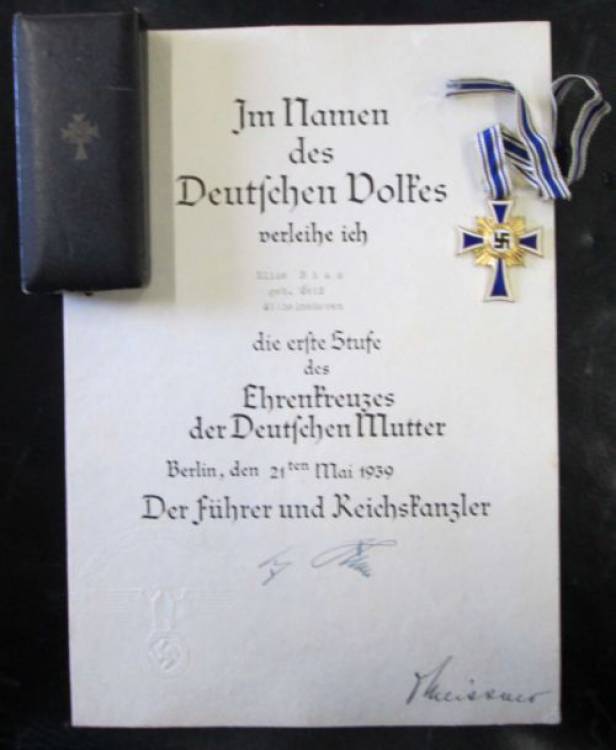 Im Namen
des
Deutschen Volkes
verleihe ich
geb.
die erste Stufe
des
Ehrenkreuzes
der Deutschen Mutter
Berlin, den 21ten Mai 1939
Der Führer und Reichskanzler
Meissner